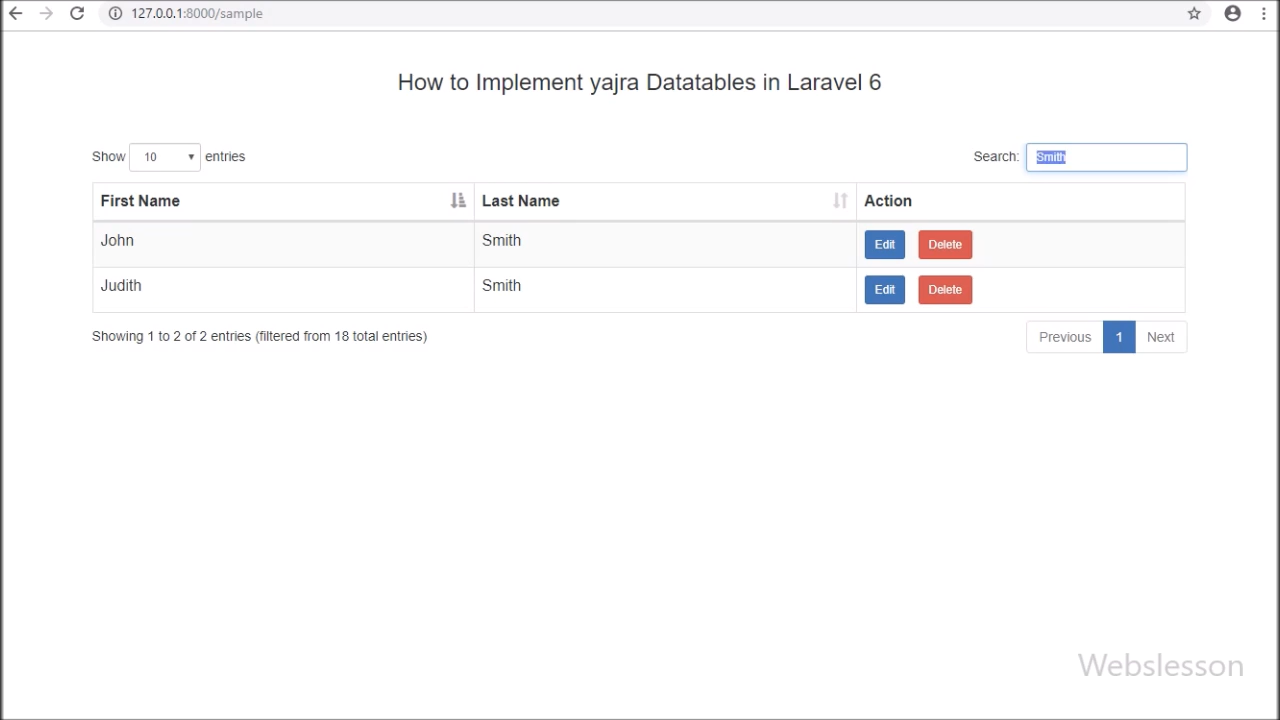 127.0.0.1:8000/sample
How to Implement yajra Datatables in Laravel 6
Show 10 entries Search: Smith
First Name Last Name Action
John Smith Edit Delete
Judith Smith Edit Delete
Showing 1 to 2 of 2 entries (filtered from 18 total entries) Previous 1 Next
Webslesson